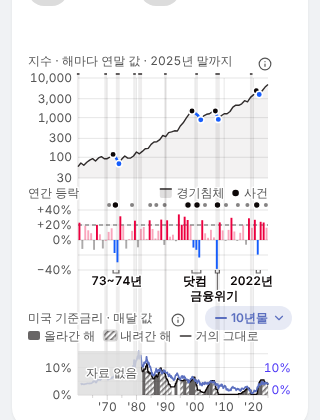 지수 · 해마다 연말 값 · 2025년 말까지
10,000
3,000
1,000
300
100
30
연간 등락 경기침체 사건
+40%
+20%
0%
−40%
73~74년 닷컴 2022년
금융위기
미국 기준금리 · 매달 값 10년물
올라간 해 내려간 해 거의 그대로
자료 없음
10% 10%
0% 0%
'70 '80 '90 '00 '10 '20